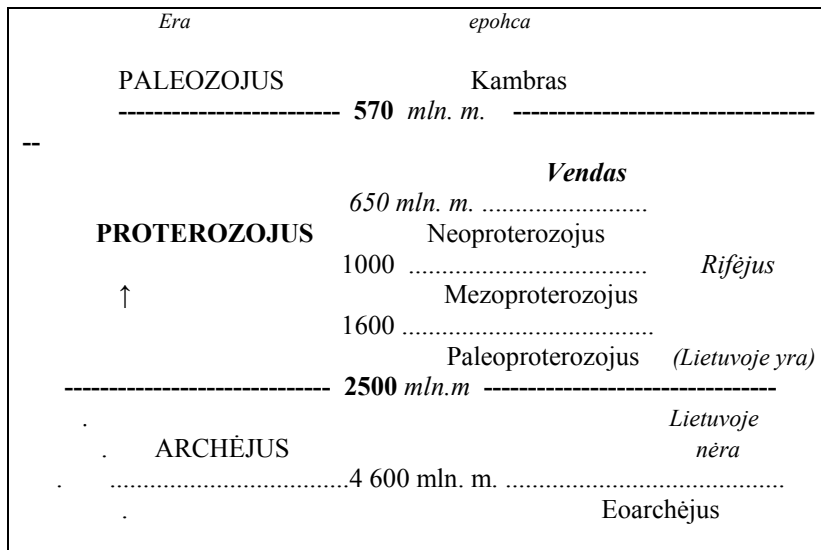 Era epohca
PALEOZOJUS Kambras
------------------------- 570 mln. m. ----------------------------------
--
Vendas
650 mln. m. .........................
PROTEROZOJUS Neoproterozojus
1000 .................................... Rifėjus
↑ Mezoproterozojus
1600 ......................................
Paleoproterozojus (Lietuvoje yra)
------------------------------ 2500 mln.m ---------------------------------
. Lietuvoje
. ARCHĖJUS nėra
. ....................................4 600 mln. m. ..........................................
. Eoarchėjus